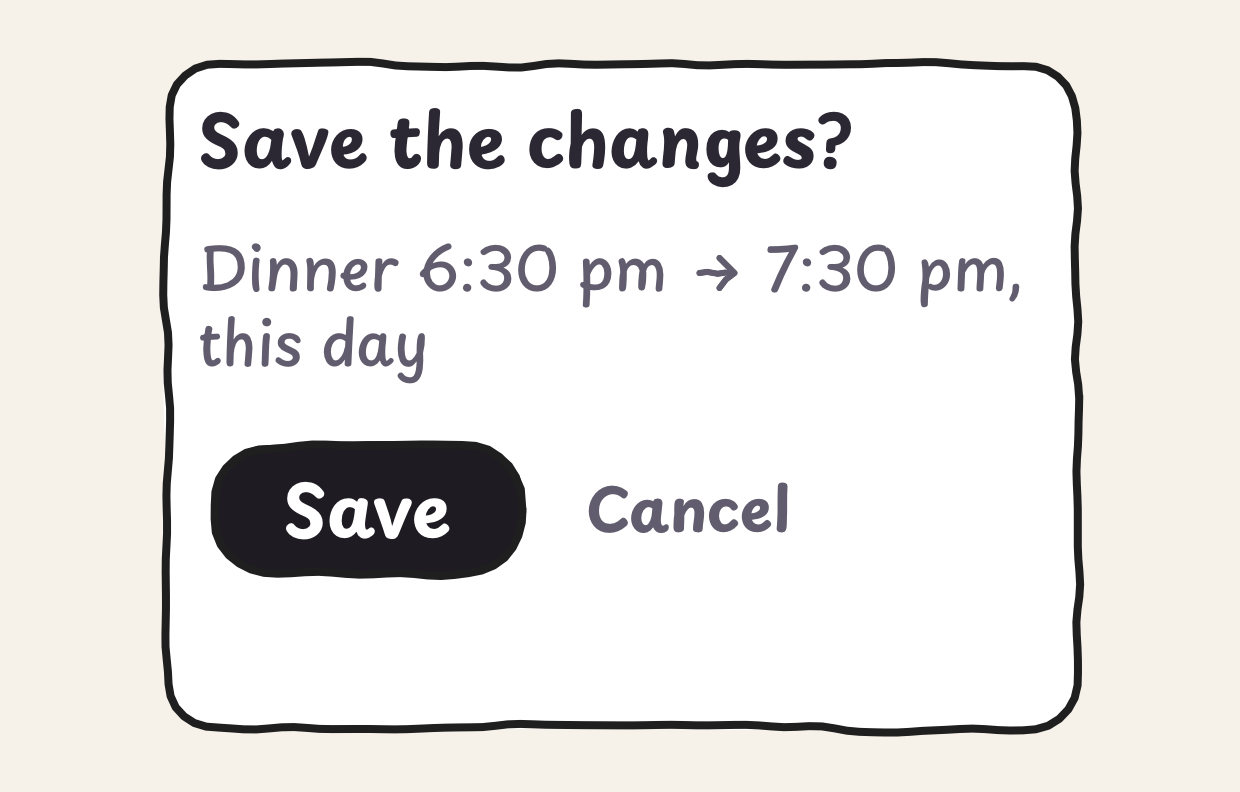 Save the changes?
Dinner 6:30 pm → 7:30 pm,
this day
Save
Cancel